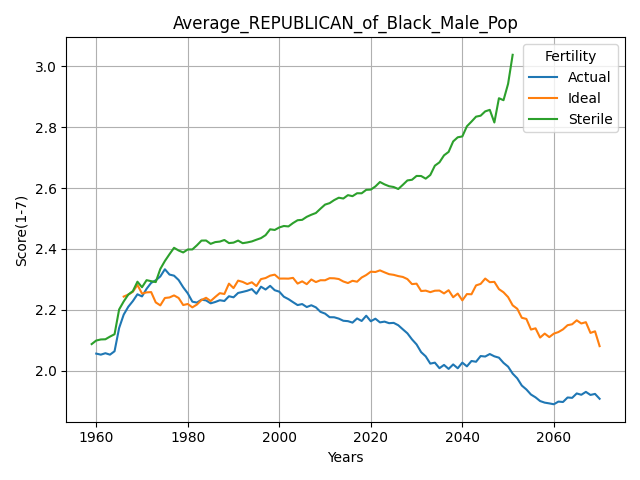 Average_REPUBLICAN_of_Black_Male_Pop
Score(1-7)
3.0
2.8
2.6
2.4
2.2
2.0
Fertility
Actual
Ideal
Sterile
1960 1980 2000 2020 2040 2060
Years